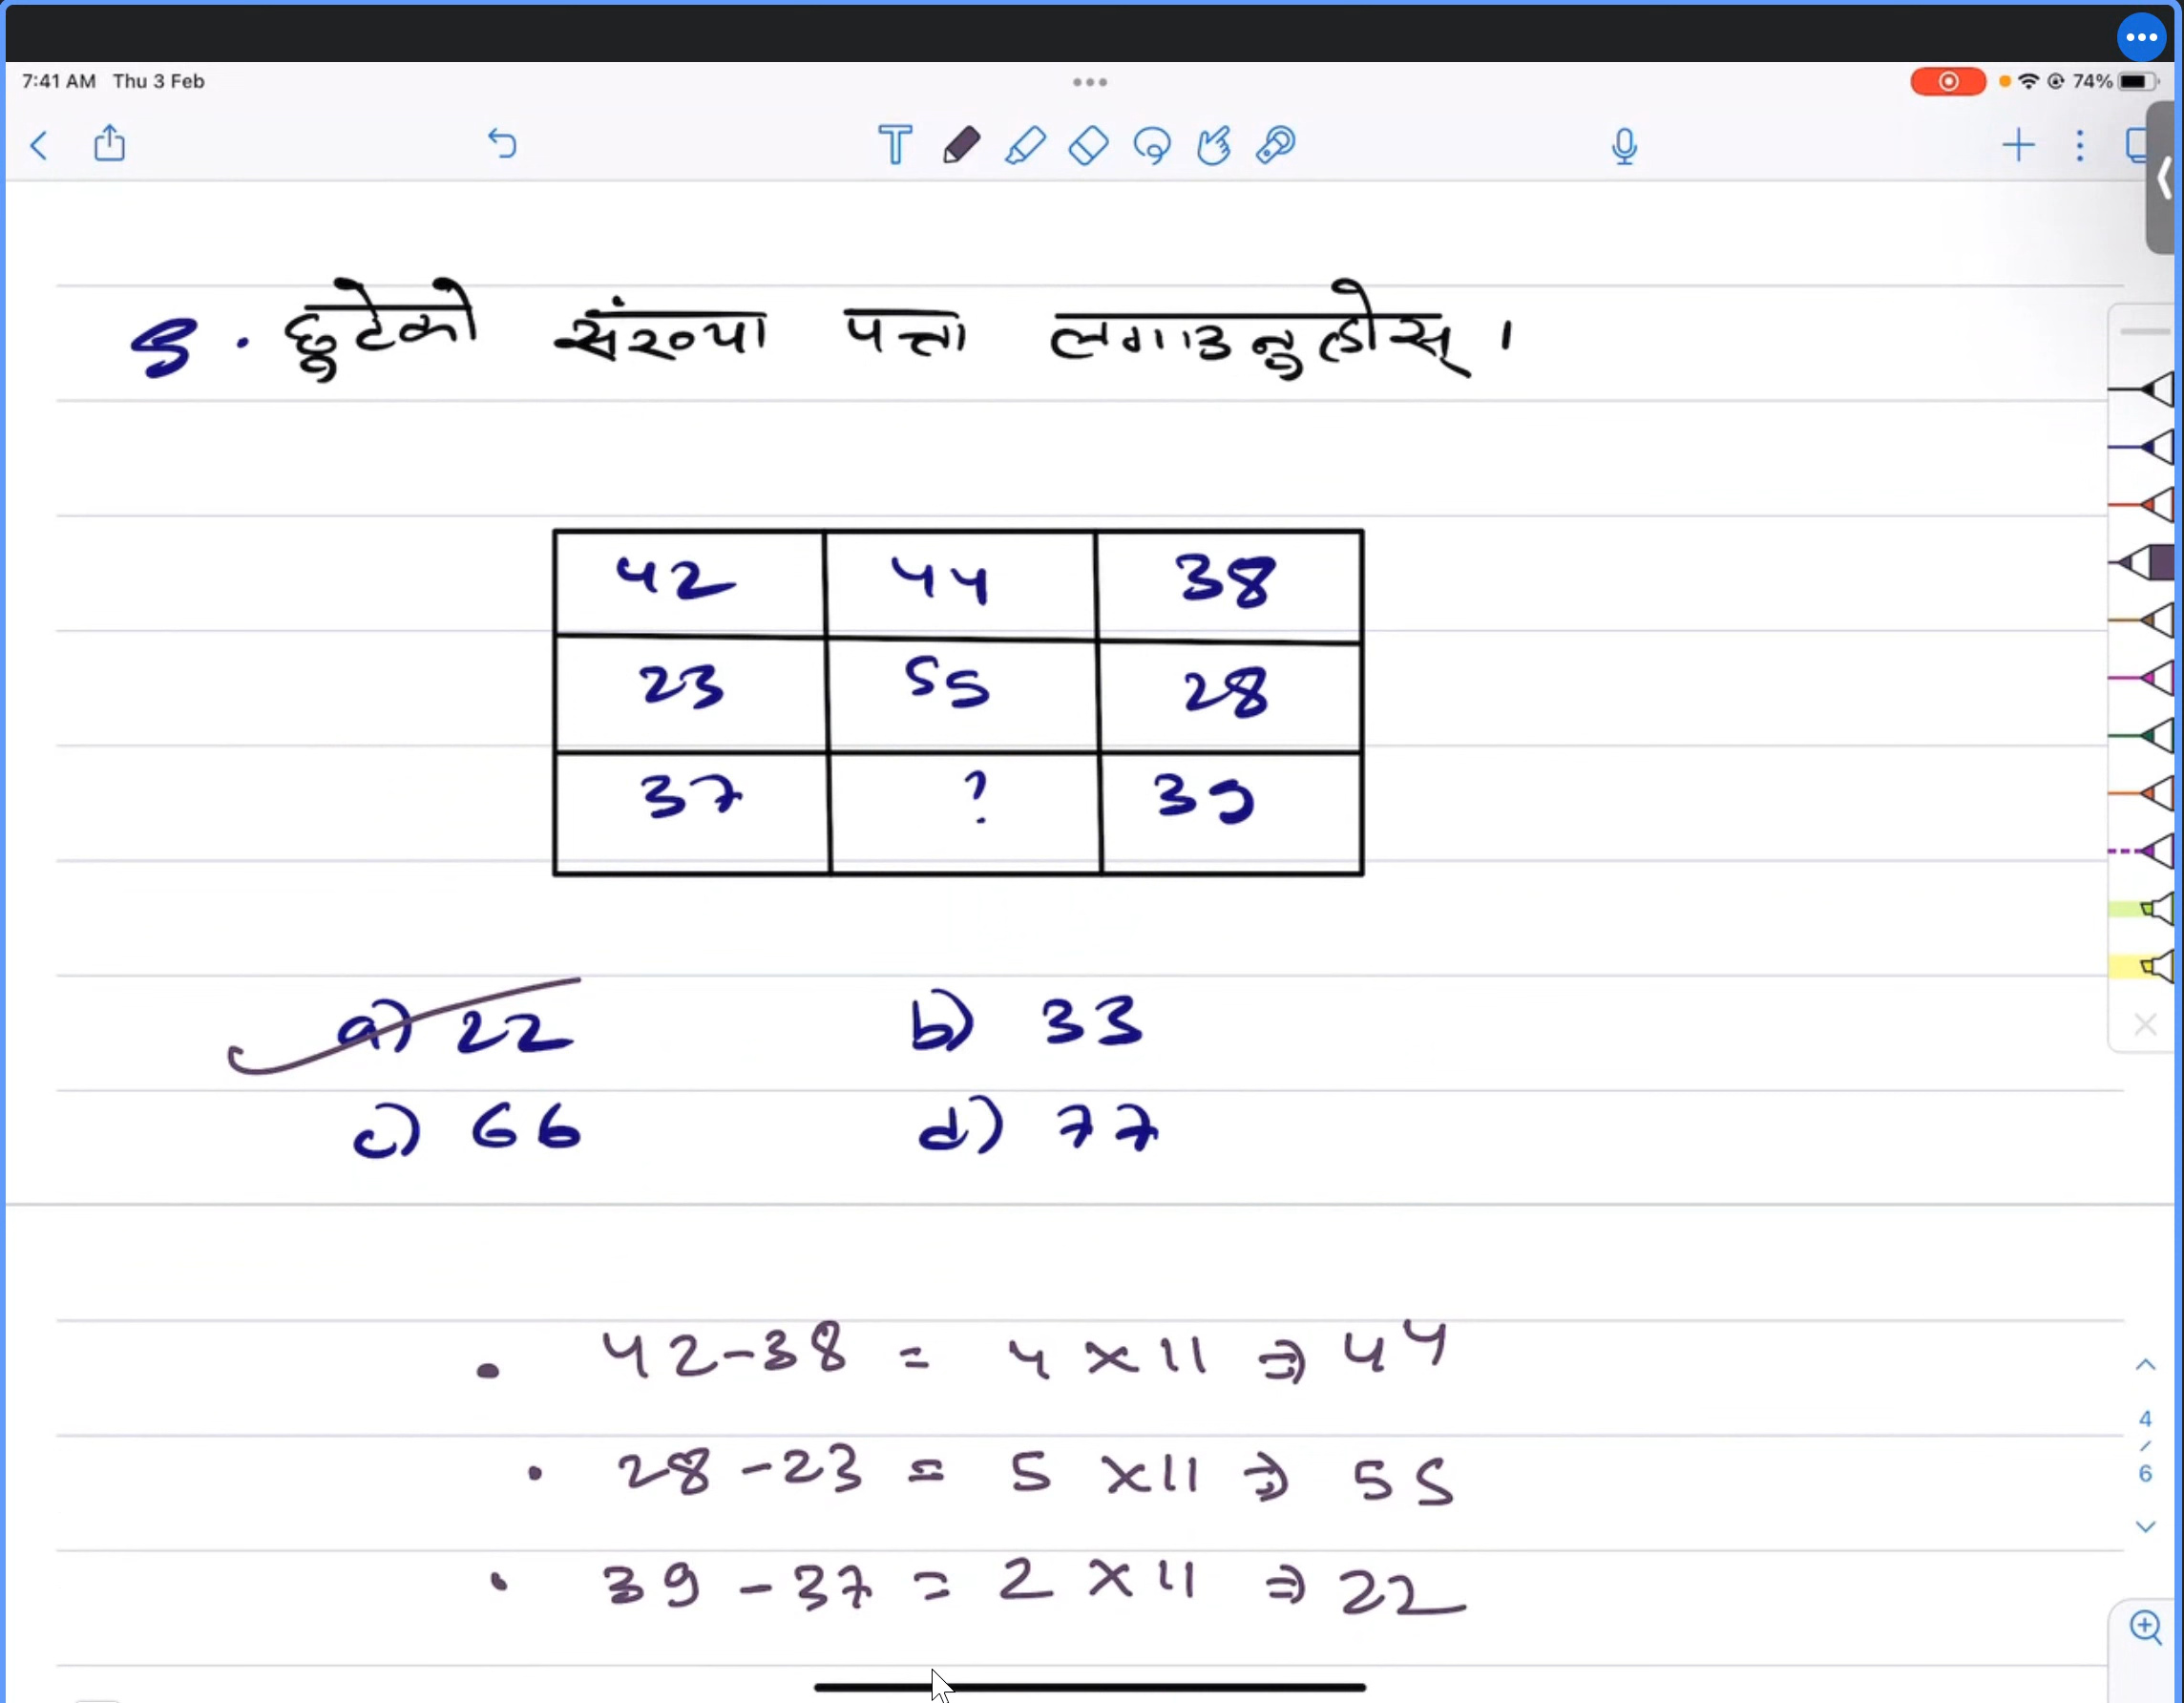 7:41 AM Thu 3 Feb
74%
8. छुटेको संख्या पत्ता लगाउनुहोस् ।
42 44 38
23 55 28
37 ? 39
a) 22 b) 33
c) 66 d) 77
• 42-38 = 4 × 11 ⇒ 44
• 28-23 = 5 × 11 ⇒ 55
• 39-37 = 2 × 11 ⇒ 22
4
/
6